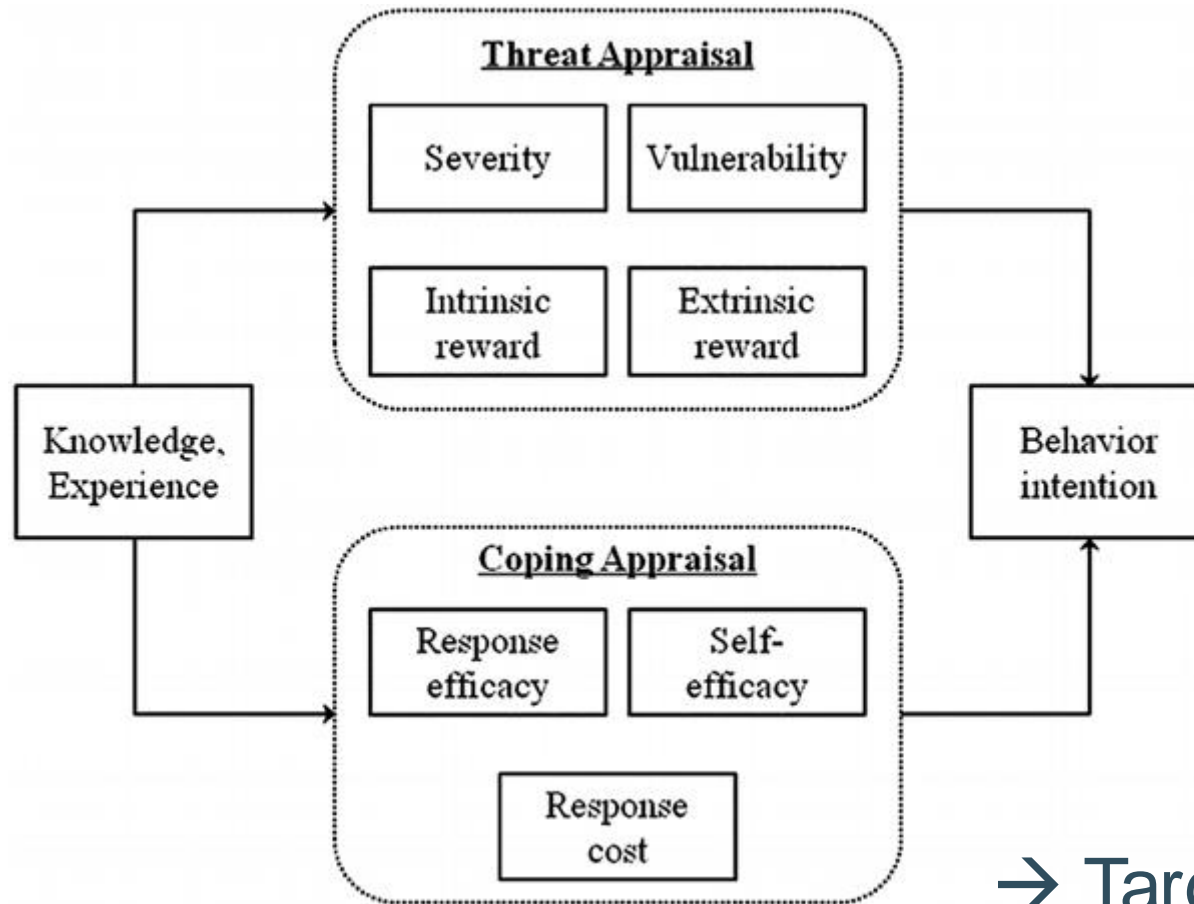 Threat Appraisal
Severity
Vulnerability
Intrinsic
reward
Extrinsic
reward
Knowledge,
Experience
Behavior
intention
Coping Appraisal
Response
efficacy
Self-
efficacy
Response
cost
→